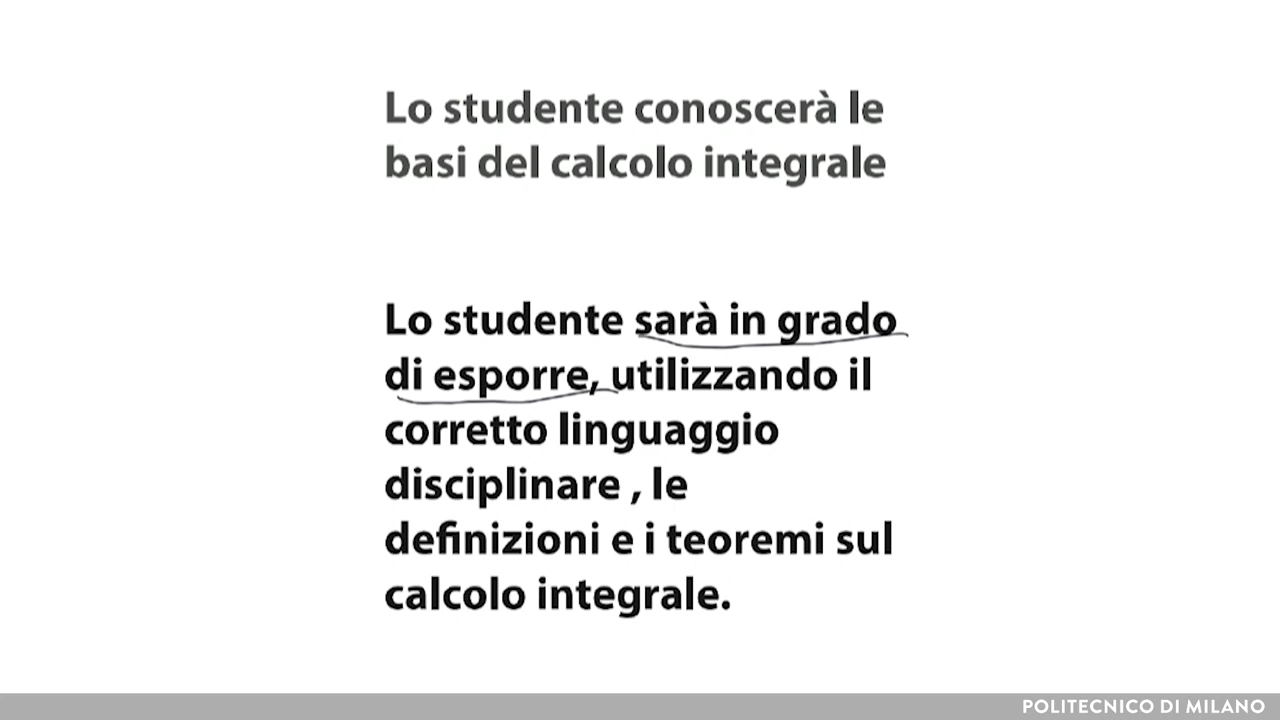 Lo studente conoscerà le
basi del calcolo integrale
Lo studente sarà in grado
di esporre, utilizzando il
corretto linguaggio
disciplinare , le
definizioni e i teoremi sul
calcolo integrale.
POLITECNICO DI MILANO